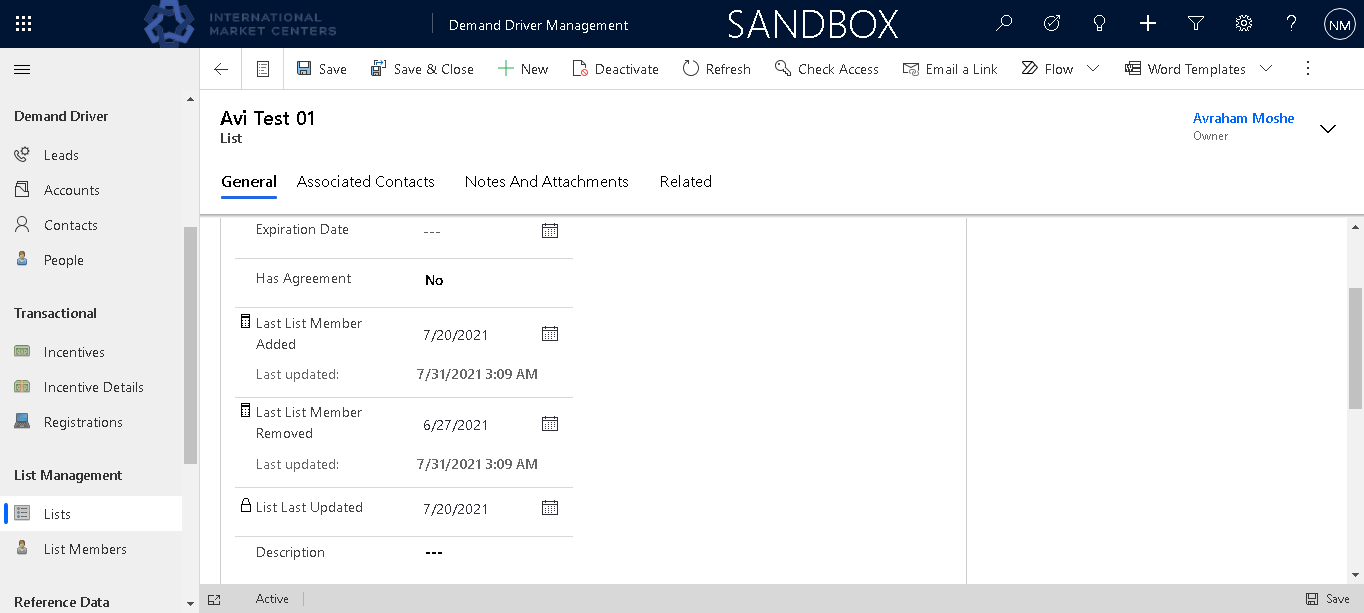 INTERNATIONAL
MARKET CENTERS
Demand Driver Management
SANDBOX
NM
Save
Save & Close
New
Deactivate
Refresh
Check Access
Email a Link
Flow
Word Templates
Avi Test 01
List
Avraham Moshe
Owner
General
Associated Contacts
Notes And Attachments
Related
Demand Driver
Leads
Accounts
Contacts
People
Transactional
Incentives
Incentive Details
Registrations
List Management
Lists
List Members
Reference Data
Expiration Date ---
Has Agreement No
Last List Member
Added
7/20/2021
Last updated: 7/31/2021 3:09 AM
Last List Member
Removed
6/27/2021
Last updated: 7/31/2021 3:09 AM
List Last Updated 7/20/2021
Description ---
Active
Save